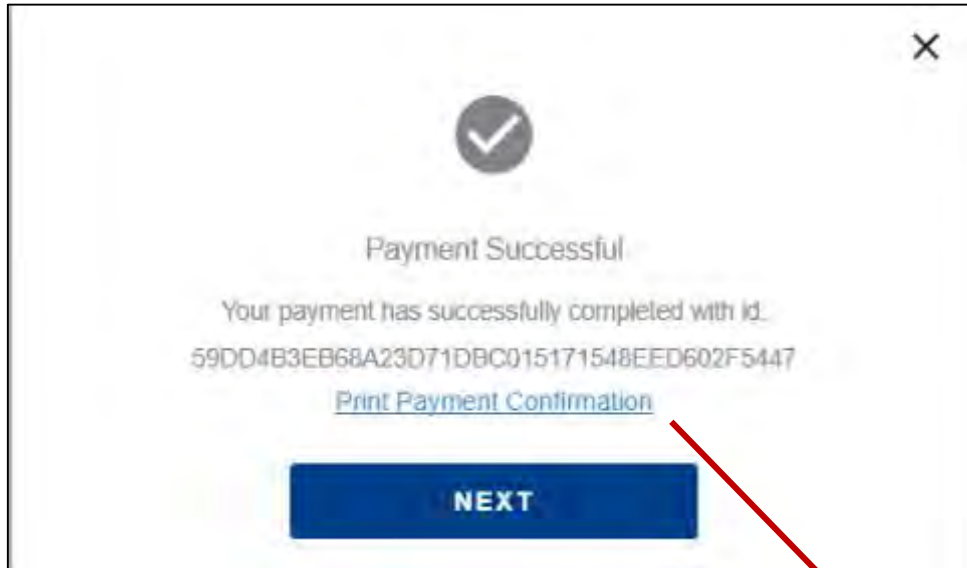 Payment Successful
Your payment has successfully completed with id.
59DD4B3EB68A23D71DBC015171548EED602F5447
Print Payment Confirmation
NEXT